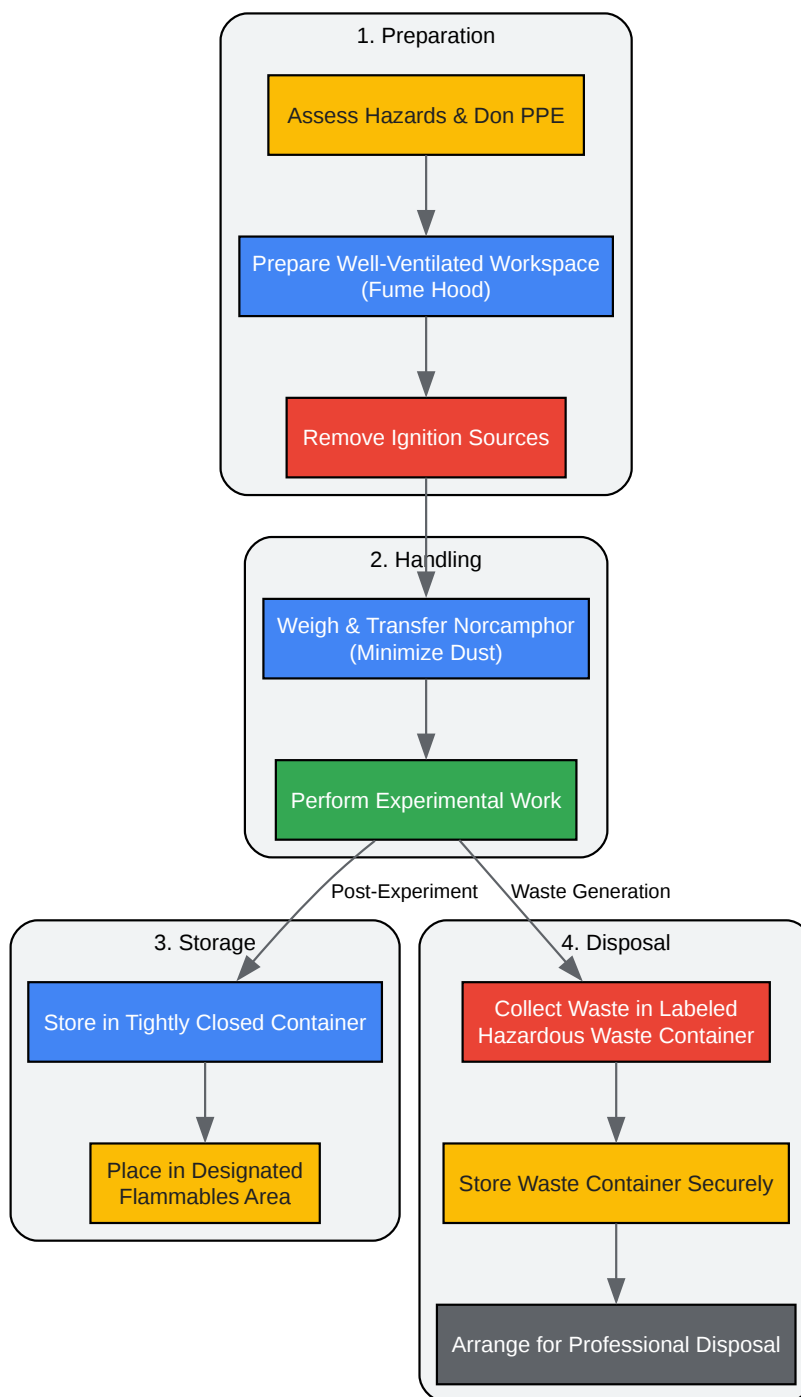 1. Preparation
Assess Hazards & Don PPE
Prepare Well-Ventilated Workspace
(Fume Hood)
Remove Ignition Sources
2. Handling
Weigh & Transfer Norcamphor
(Minimize Dust)
Perform Experimental Work
Post-Experiment
Waste Generation
3. Storage
Store in Tightly Closed Container
Place in Designated
Flammables Area
4. Disposal
Collect Waste in Labeled
Hazardous Waste Container
Store Waste Container Securely
Arrange for Professional Disposal